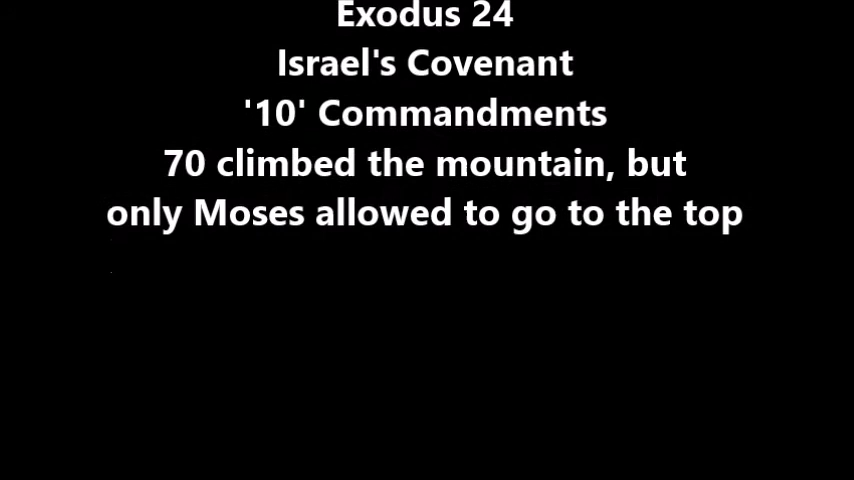 Exodus 24
Israel's Covenant
'10' Commandments
70 climbed the mountain, but
only Moses allowed to go to the top